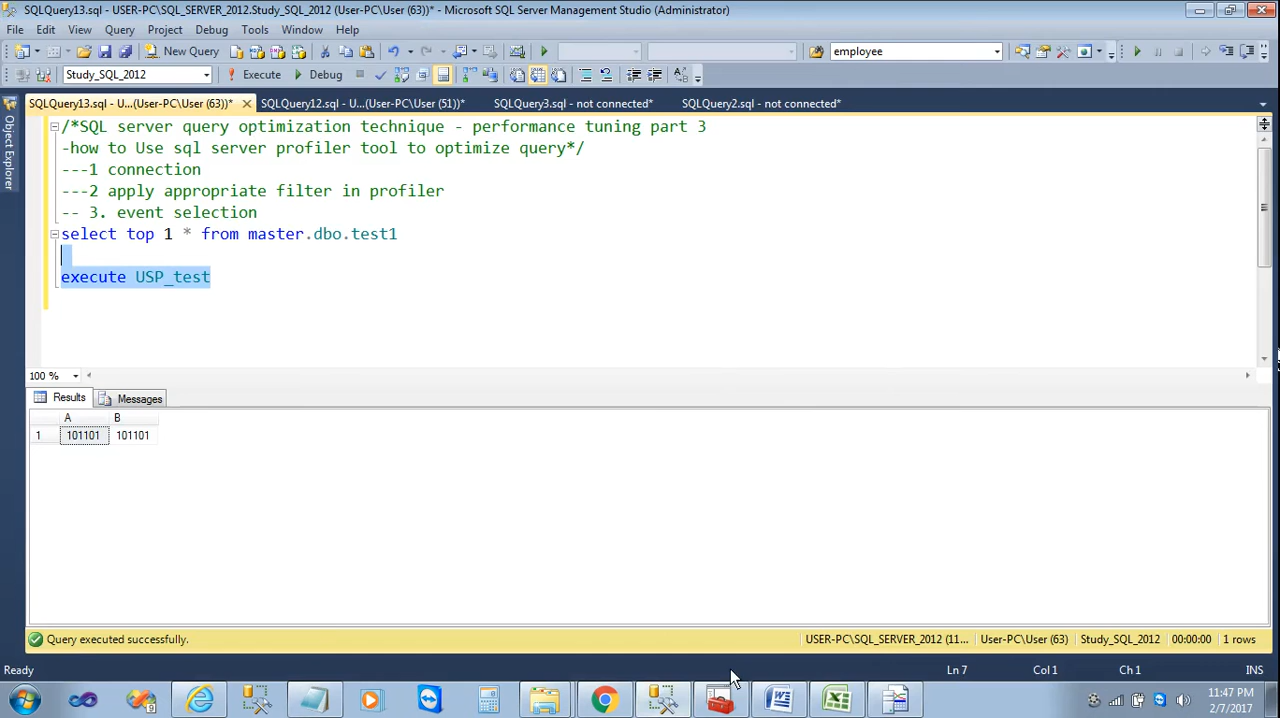 SQLQuery13.sql - USER-PC\SQL_SERVER_2012.Study_SQL_2012 (User-PC\User (63))* - Microsoft SQL Server Management Studio (Administrator)
File Edit View Query Project Debug Tools Window Help
New Query employee
Study_SQL_2012 Execute Debug
SQLQuery13.sql - U...(User-PC\User (63))* SQLQuery12.sql - U...(User-PC\User (51))* SQLQuery3.sql - not connected* SQLQuery2.sql - not connected*
Object Explorer
/*SQL server query optimization technique - performance tuning part 3
-how to Use sql server profiler tool to optimize query*/
---1 connection
---2 apply appropriate filter in profiler
-- 3. event selection
select top 1 * from master.dbo.test1
execute USP_test
100 %
Results Messages
A B
1 101101 101101
Query executed successfully. USER-PC\SQL_SERVER_2012 (11... User-PC\User (63) Study_SQL_2012 00:00:00 1 rows
Ready Ln 7 Col 1 Ch 1 INS
11:47 PM
2/7/2017